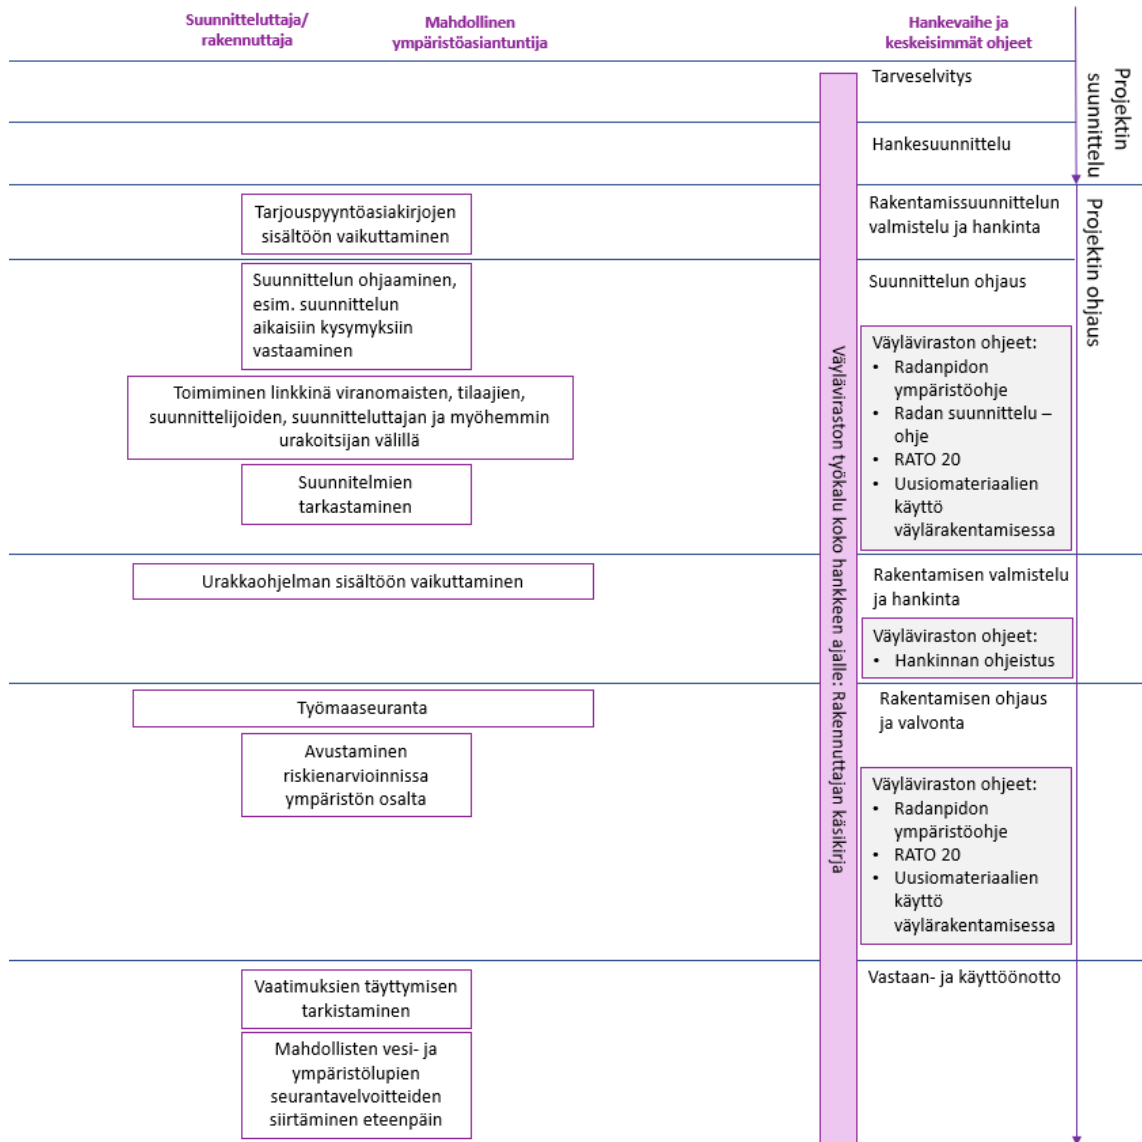 Suunnitteluttaja/
rakennuttaja
Mahdollinen
ympäristöasiantuntija
Hankevaihe ja
keskeisimmät ohjeet
Tarveselvitys
Projektin
suunnittelu
Hankesuunnittelu
Tarjouspyyntöasiakirjojen
sisältöön vaikuttaminen
Rakentamissuunnittelun
valmistelu ja hankinta
Projektin ohjaus
Suunnittelun ohjaaminen,
esim. suunnittelun
aikaisiin kysymyksiin
vastaaminen
Suunnittelun ohjaus
Toimiminen linkkinä viranomaisten, tilaajien,
suunnittelijoiden, suunnitteluttajan ja myöhemmin
urakoitsijan välillä
Suunnitelmien
tarkastaminen
Väyläviraston ohjeet:
• Radanpidon
ympäristöohje
• Radan suunnittelu –
ohje
• RATO 20
• Uusiomateriaalien
käyttö
väylärakentamisessa
Väyläviraston työkalu koko hankkeen ajalle: Rakennuttajan käsikirja
Urakkaohjelman sisältöön vaikuttaminen
Rakentamisen valmistelu
ja hankinta
Väyläviraston ohjeet:
• Hankinnan ohjeistus
Työmaaseuranta
Avustaminen
riskienarvioinnissa
ympäristön osalta
Rakentamisen ohjaus
ja valvonta
Väyläviraston ohjeet:
• Radanpidon
ympäristöohje
• RATO 20
• Uusiomateriaalien
käyttö
väylärakentamisessa
Vaatimuksien täyttymisen
tarkistaminen
Vastaan- ja käyttöönotto
Mahdollisten vesi- ja
ympäristölupien
seurantavelvoitteiden
siirtäminen eteenpäin